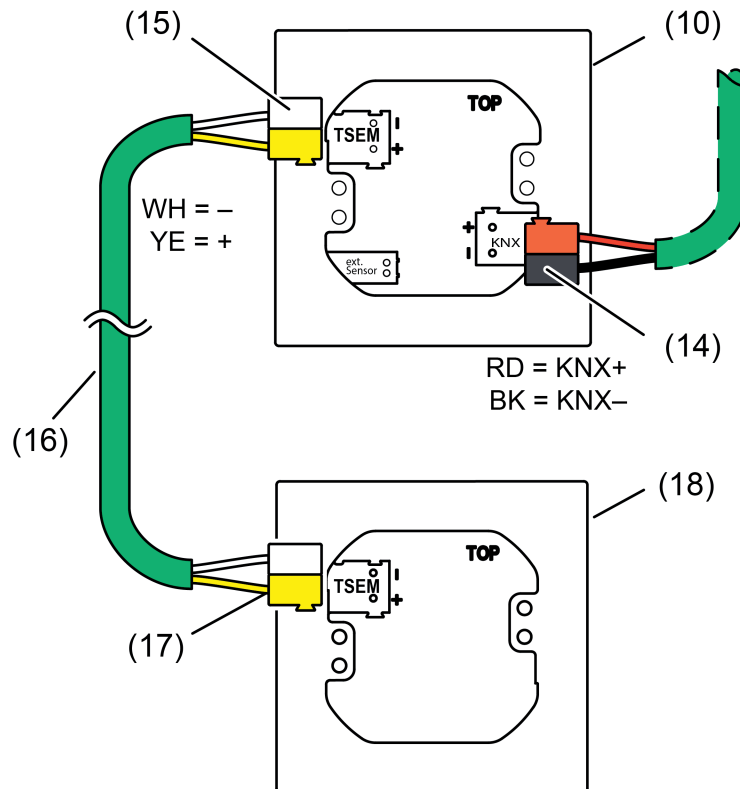 (15)
(10)
TOP
TSEM
-
+
WH = –
YE = +
+
-
KNX
ext.
Sensor
(14)
RD = KNX+
BK = KNX–
(16)
(18)
TOP
TSEM
-
+
(17)